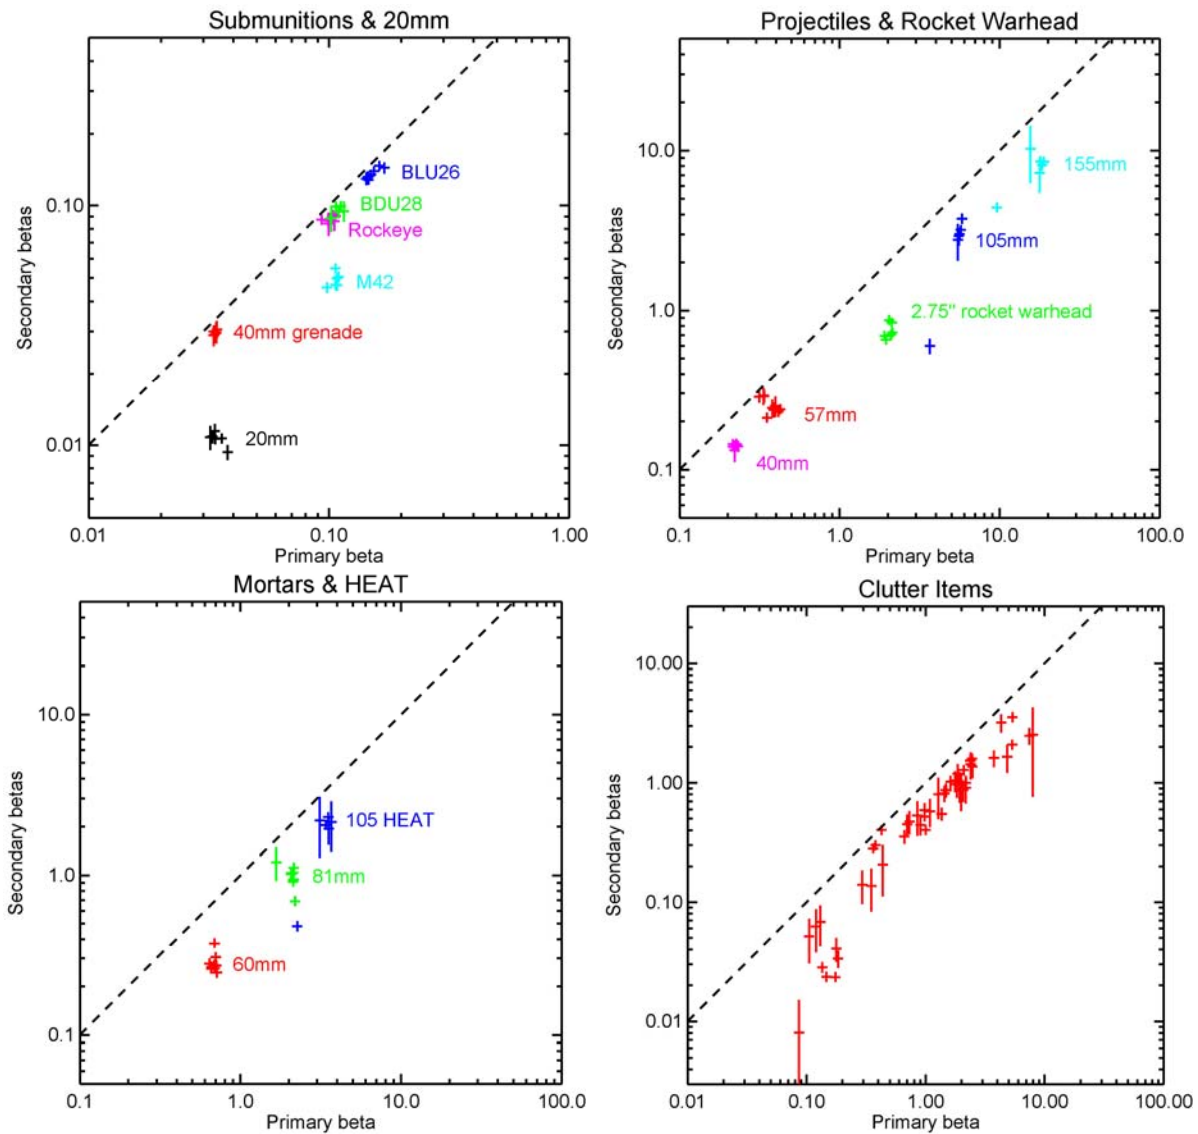 Submunitions & 20mm
Secondary betas
0.10
0.01
BLU26
BDU28
Rockeye
M42
40mm grenade
20mm
0.01 0.10 1.00
Primary beta
Projectiles & Rocket Warhead
Secondary betas
10.0
1.0
0.1
155mm
105mm
2.75" rocket warhead
57mm
40mm
0.1 1.0 10.0 100.0
Primary beta
Mortars & HEAT
Secondary betas
10.0
1.0
0.1
105 HEAT
81mm
60mm
0.1 1.0 10.0 100.0
Primary beta
Clutter Items
Secondary betas
10.00
1.00
0.10
0.01
0.01 0.10 1.00 10.00 100.00
Primary beta